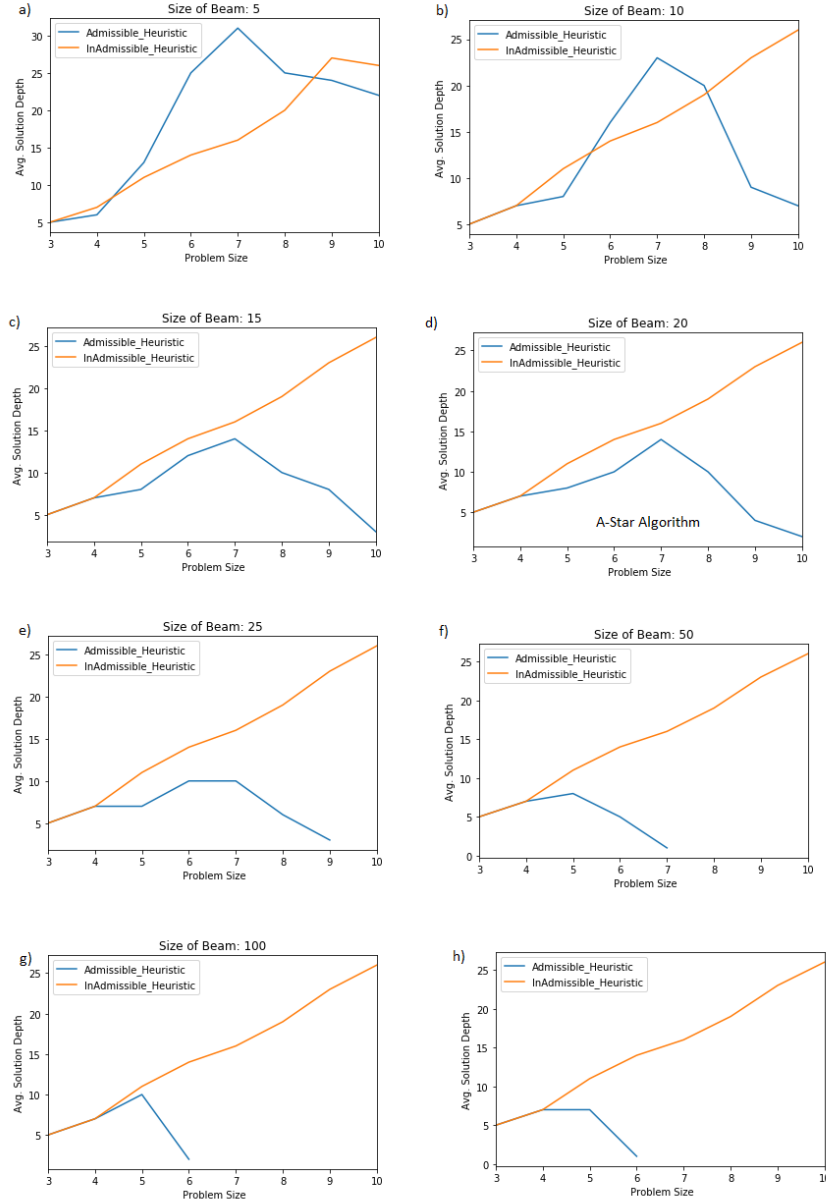 a)
Size of Beam: 5
Admissible_Heuristic
InAdmissible_Heuristic
30
25
20
15
10
5
Avg. Solution Depth
3 4 5 6 7 8 9 10
Problem Size
b)
Size of Beam: 10
Admissible_Heuristic
InAdmissible_Heuristic
25
20
15
10
5
Avg. Solution Depth
3 4 5 6 7 8 9 10
Problem Size
c)
Size of Beam: 15
Admissible_Heuristic
InAdmissible_Heuristic
25
20
15
10
5
Avg. Solution Depth
3 4 5 6 7 8 9 10
Problem Size
d)
Size of Beam: 20
Admissible_Heuristic
InAdmissible_Heuristic
25
20
15
10
5
Avg. Solution Depth
A-Star Algorithm
3 4 5 6 7 8 9 10
Problem Size
e)
Size of Beam: 25
Admissible_Heuristic
InAdmissible_Heuristic
25
20
15
10
5
Avg. Solution Depth
3 4 5 6 7 8 9 10
Problem Size
f)
Size of Beam: 50
Admissible_Heuristic
InAdmissible_Heuristic
25
20
15
10
5
0
Avg. Solution Depth
3 4 5 6 7 8 9 10
Problem Size
g)
Size of Beam: 100
Admissible_Heuristic
InAdmissible_Heuristic
25
20
15
10
5
Avg. Solution Depth
3 4 5 6 7 8 9 10
Problem Size
h)
Admissible_Heuristic
InAdmissible_Heuristic
25
20
15
10
5
0
Avg. Solution Depth
3 4 5 6 7 8 9 10
Problem Size